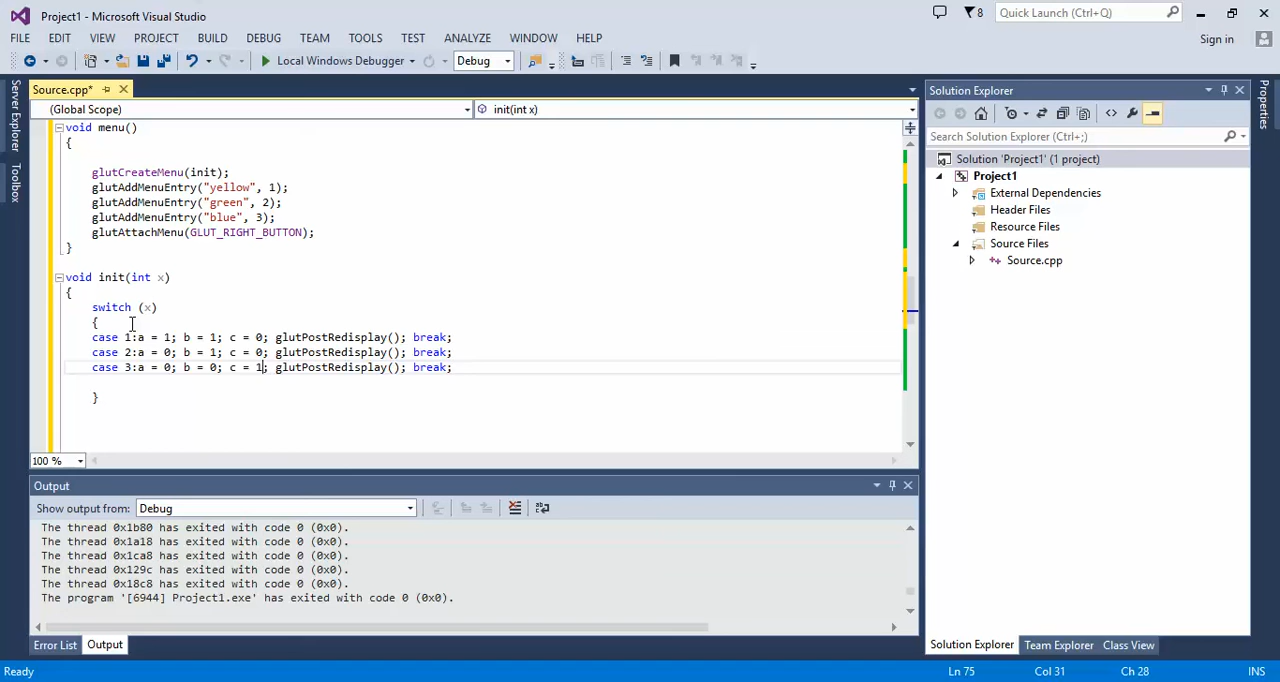 Project1 - Microsoft Visual Studio
8
Quick Launch (Ctrl+Q)
FILE EDIT VIEW PROJECT BUILD DEBUG TEAM TOOLS TEST ANALYZE WINDOW HELP
Sign in
Local Windows Debugger
Debug
Server Explorer
Toolbox
Source.cpp*
(Global Scope)
init(int x)
void menu()
{
glutCreateMenu(init);
glutAddMenuEntry("yellow", 1);
glutAddMenuEntry("green", 2);
glutAddMenuEntry("blue", 3);
glutAttachMenu(GLUT_RIGHT_BUTTON);
}
void init(int x)
{
switch (x)
{
case 1:a = 1; b = 1; c = 0; glutPostRedisplay(); break;
case 2:a = 0; b = 1; c = 0; glutPostRedisplay(); break;
case 3:a = 0; b = 0; c = 1; glutPostRedisplay(); break;
}
100 %
Output
Show output from: Debug
The thread 0x1b80 has exited with code 0 (0x0).
The thread 0x1a18 has exited with code 0 (0x0).
The thread 0x1ca8 has exited with code 0 (0x0).
The thread 0x129c has exited with code 0 (0x0).
The thread 0x18c8 has exited with code 0 (0x0).
The program '[6944] Project1.exe' has exited with code 0 (0x0).
Error List Output
Solution Explorer
Search Solution Explorer (Ctrl+;)
Solution 'Project1' (1 project)
Project1
External Dependencies
Header Files
Resource Files
Source Files
Source.cpp
Solution Explorer Team Explorer Class View
Properties
Ready
Ln 75 Col 31 Ch 28 INS